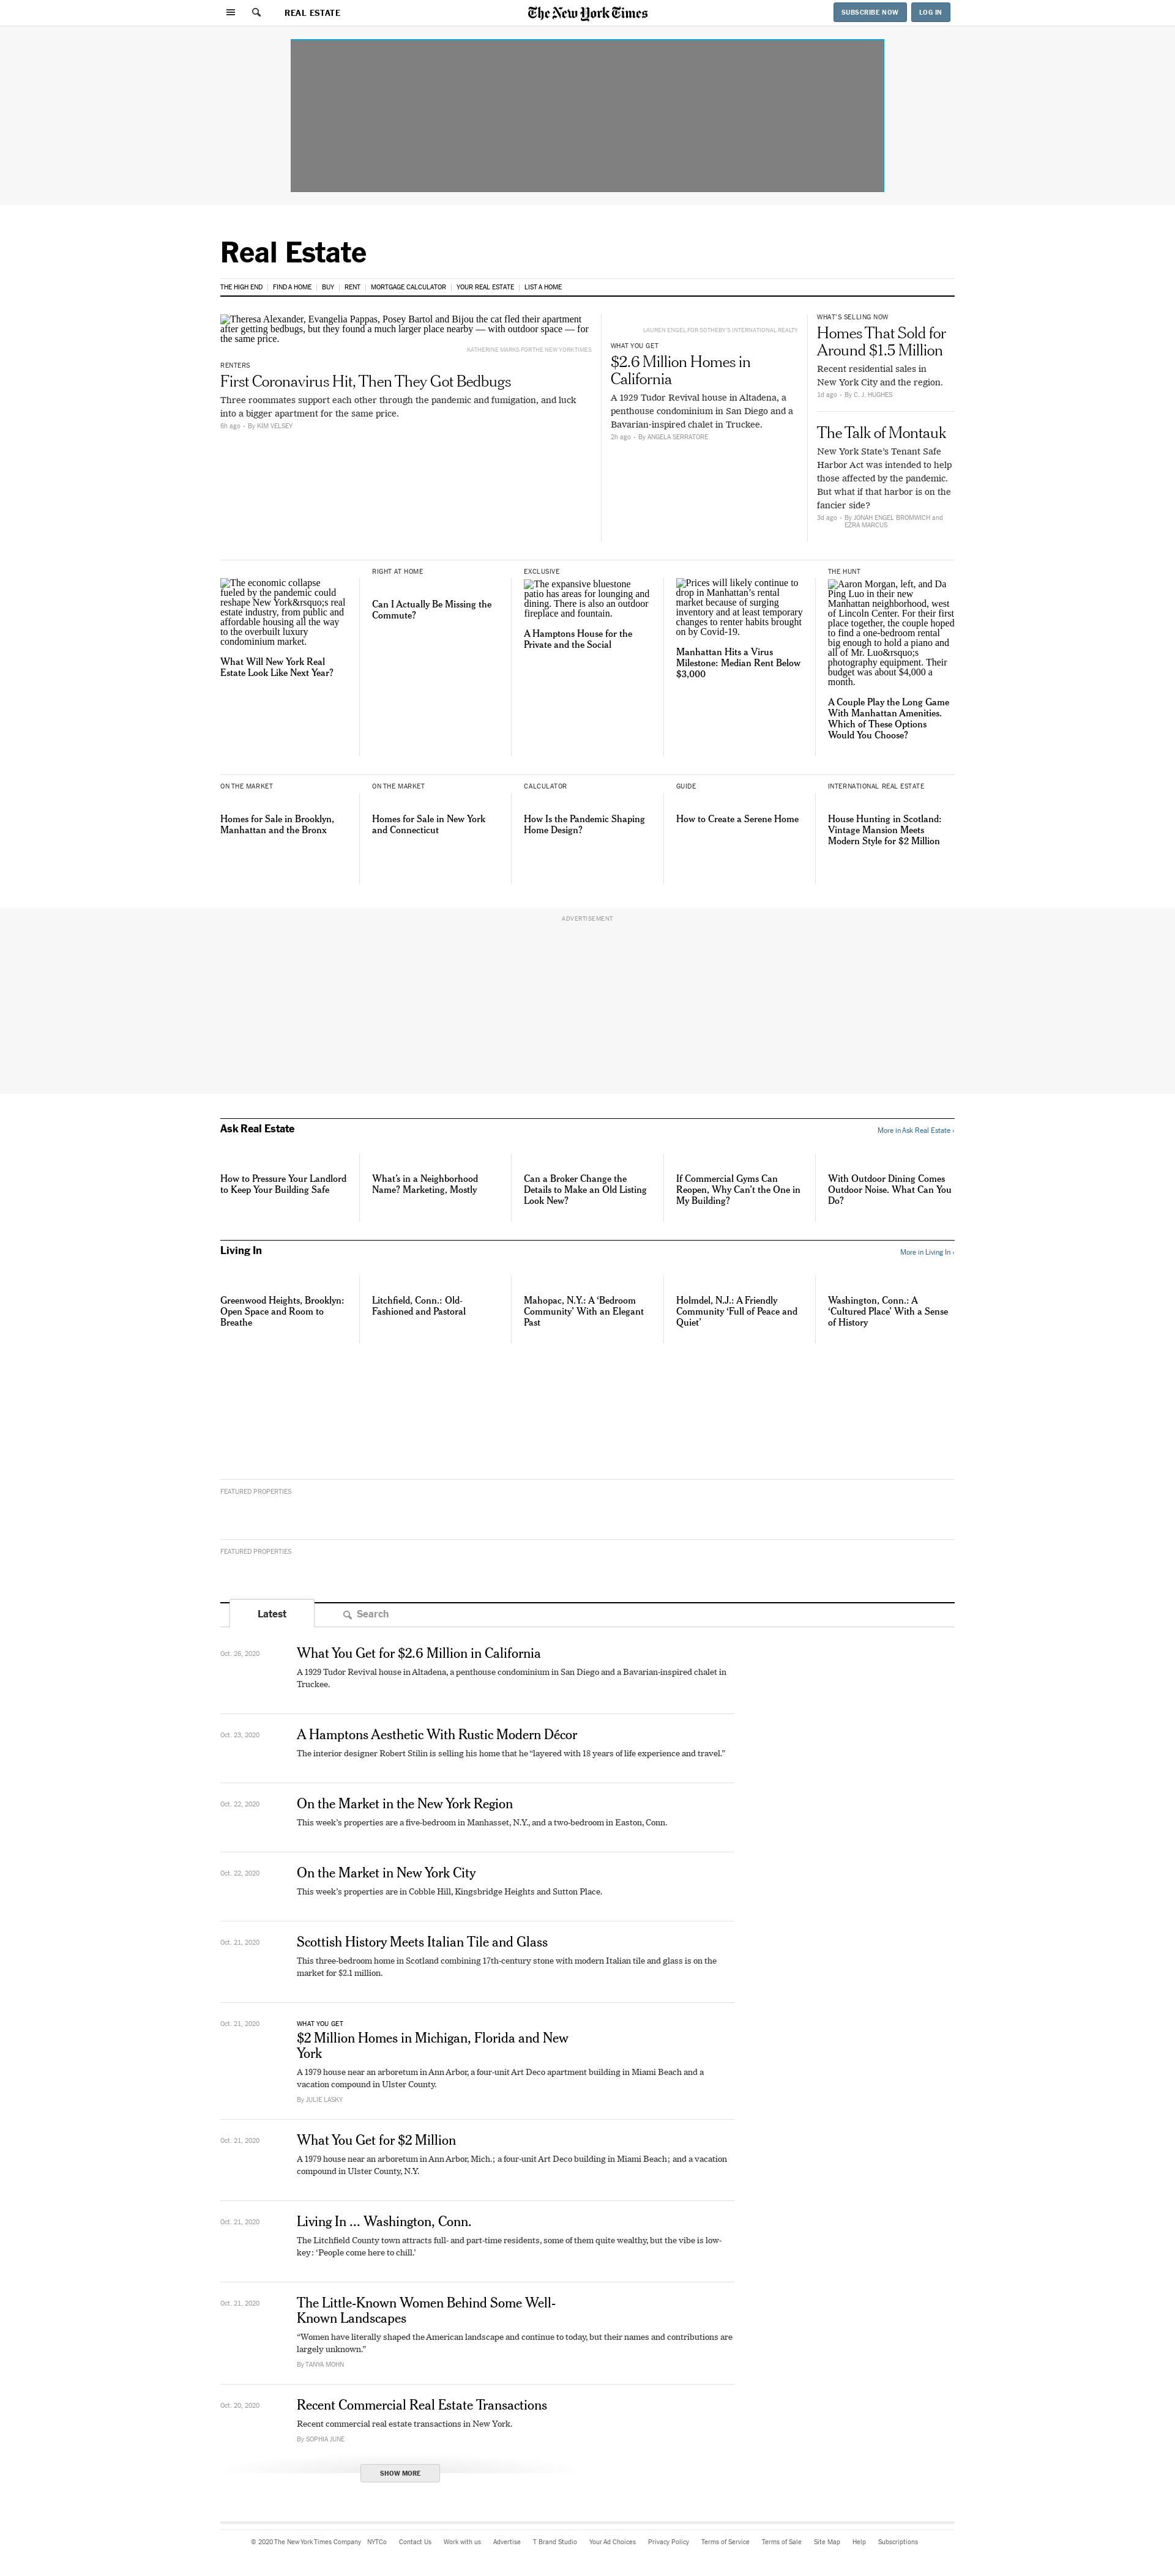 REAL ESTATE
The New York Times
SUBSCRIBE NOW
LOG IN
Real Estate
THE HIGH END
FIND A HOME
BUY
RENT
MORTGAGE CALCULATOR
YOUR REAL ESTATE
LIST A HOME
Theresa Alexander, Evangelia Pappas, Posey Bartol and Bijou the cat fled their apartment
after getting bedbugs, but they found a much larger place nearby — with outdoor space — for
the same price.
KATHERINE MARKS FOR THE NEW YORK TIMES
RENTERS
First Coronavirus Hit, Then They Got Bedbugs
Three roommates support each other through the pandemic and fumigation, and luck
into a bigger apartment for the same price.
6h ago - By KIM VELSEY
LAUREN ENGEL FOR SOTHEBY'S INTERNATIONAL REALTY
WHAT YOU GET
$2.6 Million Homes in
California
A 1929 Tudor Revival house in Altadena, a
penthouse condominium in San Diego and a
Bavarian-inspired chalet in Truckee.
2h ago - By ANGELA SERRATORE
WHAT'S SELLING NOW
Homes That Sold for
Around $1.5 Million
Recent residential sales in
New York City and the region.
1d ago - By C. J. HUGHES
The Talk of Montauk
New York State’s Tenant Safe
Harbor Act was intended to help
those affected by the pandemic.
But what if that harbor is on the
fancier side?
3d ago - By JONAH ENGEL BROMWICH and
EZRA MARCUS
The economic collapse
fueled by the pandemic could
reshape New York&rsquo;s real
estate industry, from public and
affordable housing all the way
to the overbuilt luxury
condominium market.
What Will New York Real
Estate Look Like Next Year?
RIGHT AT HOME
Can I Actually Be Missing the
Commute?
EXCLUSIVE
The expansive bluestone
patio has areas for lounging and
dining. There is also an outdoor
fireplace and fountain.
A Hamptons House for the
Private and the Social
Prices will likely continue to
drop in Manhattan’s rental
market because of surging
inventory and at least temporary
changes to renter habits brought
on by Covid-19.
Manhattan Hits a Virus
Milestone: Median Rent Below
$3,000
THE HUNT
Aaron Morgan, left, and Da
Ping Luo in their new
Manhattan neighborhood, west
of Lincoln Center. For their first
place together, the couple hoped
to find a one-bedroom rental
big enough to hold a piano and
all of Mr. Luo&rsquo;s
photography equipment. Their
budget was about $4,000 a
month.
A Couple Play the Long Game
With Manhattan Amenities.
Which of These Options
Would You Choose?
ON THE MARKET
Homes for Sale in Brooklyn,
Manhattan and the Bronx
ON THE MARKET
Homes for Sale in New York
and Connecticut
CALCULATOR
How Is the Pandemic Shaping
Home Design?
GUIDE
How to Create a Serene Home
INTERNATIONAL REAL ESTATE
House Hunting in Scotland:
Vintage Mansion Meets
Modern Style for $2 Million
ADVERTISEMENT
Ask Real Estate
More in Ask Real Estate ›
How to Pressure Your Landlord
to Keep Your Building Safe
What’s in a Neighborhood
Name? Marketing, Mostly
Can a Broker Change the
Details to Make an Old Listing
Look New?
If Commercial Gyms Can
Reopen, Why Can’t the One in
My Building?
With Outdoor Dining Comes
Outdoor Noise. What Can You
Do?
Living In
More in Living In ›
Greenwood Heights, Brooklyn:
Open Space and Room to
Breathe
Litchfield, Conn.: Old-
Fashioned and Pastoral
Mahopac, N.Y.: A ‘Bedroom
Community’ With an Elegant
Past
Holmdel, N.J.: A Friendly
Community ‘Full of Peace and
Quiet’
Washington, Conn.: A
‘Cultured Place’ With a Sense
of History
FEATURED PROPERTIES
FEATURED PROPERTIES
Latest
Search
Oct. 26, 2020
What You Get for $2.6 Million in California
A 1929 Tudor Revival house in Altadena, a penthouse condominium in San Diego and a Bavarian-inspired chalet in
Truckee.
Oct. 23, 2020
A Hamptons Aesthetic With Rustic Modern Décor
The interior designer Robert Stilin is selling his home that he “layered with 18 years of life experience and travel.”
Oct. 22, 2020
On the Market in the New York Region
This week’s properties are a five-bedroom in Manhasset, N.Y., and a two-bedroom in Easton, Conn.
Oct. 22, 2020
On the Market in New York City
This week’s properties are in Cobble Hill, Kingsbridge Heights and Sutton Place.
Oct. 21, 2020
Scottish History Meets Italian Tile and Glass
This three-bedroom home in Scotland combining 17th-century stone with modern Italian tile and glass is on the
market for $2.1 million.
Oct. 21, 2020
WHAT YOU GET
$2 Million Homes in Michigan, Florida and New
York
A 1979 house near an arboretum in Ann Arbor, a four-unit Art Deco apartment building in Miami Beach and a
vacation compound in Ulster County.
By JULIE LASKY
Oct. 21, 2020
What You Get for $2 Million
A 1979 house near an arboretum in Ann Arbor, Mich.; a four-unit Art Deco building in Miami Beach; and a vacation
compound in Ulster County, N.Y.
Oct. 21, 2020
Living In ... Washington, Conn.
The Litchfield County town attracts full- and part-time residents, some of them quite wealthy, but the vibe is low-
key: ‘People come here to chill.’
Oct. 21, 2020
The Little-Known Women Behind Some Well-
Known Landscapes
“Women have literally shaped the American landscape and continue to today, but their names and contributions are
largely unknown.”
By TANYA MOHN
Oct. 20, 2020
Recent Commercial Real Estate Transactions
Recent commercial real estate transactions in New York.
By SOPHIA JUNE
SHOW MORE
© 2020 The New York Times Company
NYTCo
Contact Us
Work with us
Advertise
T Brand Studio
Your Ad Choices
Privacy Policy
Terms of Service
Terms of Sale
Site Map
Help
Subscriptions